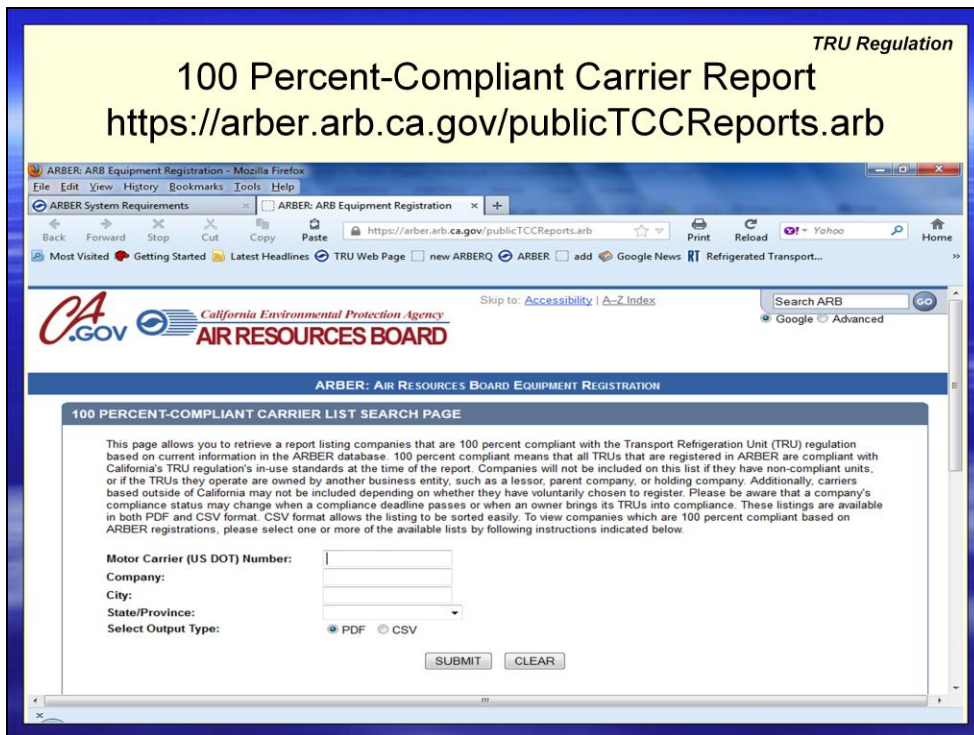 TRU Regulation
100 Percent-Compliant Carrier Report
https://arber.arb.ca.gov/publicTCCReports.arb
ARBER: ARB Equipment Registration - Mozilla Firefox
File Edit View History Bookmarks Tools Help
ARBER System Requirements × ARBER: ARB Equipment Registration × +
Back Forward Stop Cut Copy Paste https://arber.arb.ca.gov/publicTCCReports.arb Print Reload Yahoo Home
Most Visited Getting Started Latest Headlines TRU Web Page new ARBERQ ARBER add Google News RT Refrigerated Transport... »
Skip to: Accessibility | A–Z Index
Search ARB GO
Google Advanced
CA.GOV
California Environmental Protection Agency
AIR RESOURCES BOARD
ARBER: AIR RESOURCES BOARD EQUIPMENT REGISTRATION
100 PERCENT-COMPLIANT CARRIER LIST SEARCH PAGE
This page allows you to retrieve a report listing companies that are 100 percent compliant with the Transport Refrigeration Unit (TRU) regulation
based on current information in the ARBER database. 100 percent compliant means that all TRUs that are registered in ARBER are compliant with
California's TRU regulation's in-use standards at the time of the report. Companies will not be included on this list if they have non-compliant units,
or if the TRUs they operate are owned by another business entity, such as a lessor, parent company, or holding company. Additionally, carriers
based outside of California may not be included depending on whether they have voluntarily chosen to register. Please be aware that a company's
compliance status may change when a compliance deadline passes or when an owner brings its TRUs into compliance. These listings are available
in both PDF and CSV format. CSV format allows the listing to be sorted easily. To view companies which are 100 percent compliant based on
ARBER registrations, please select one or more of the available lists by following instructions indicated below.
Motor Carrier (US DOT) Number:
Company:
City:
State/Province:
Select Output Type: PDF CSV
SUBMIT CLEAR